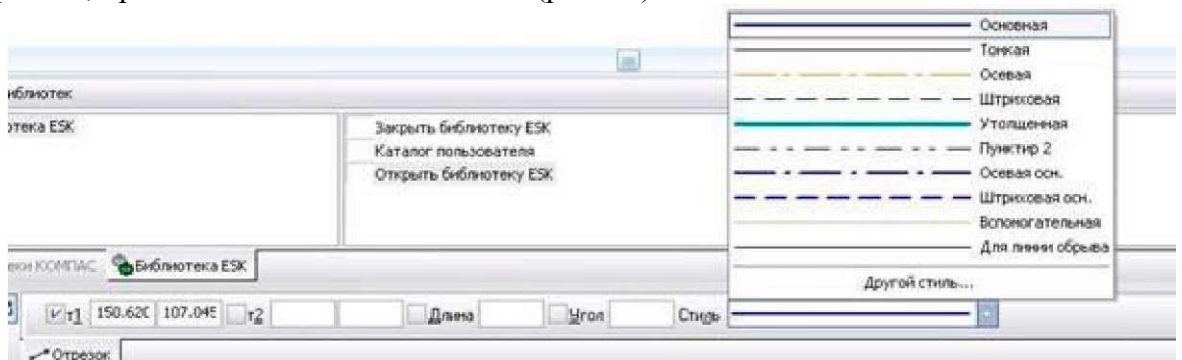 Основная
Тонкая
Осевая
иблиотек
Штриховая
отека ESK
Закрыть библиотеку ESK
Утолщенная
Каталог пользователя
Пунктир 2
Открыть библиотеку ESK
Осевая осн.
Штриховая осн.
Вспомогательная
Для линии обрыва
КОМПАС Библиотека ESK
Другой стиль...
т1 150.620 107.045 т2 Длина Угол Стиль
Отрезок